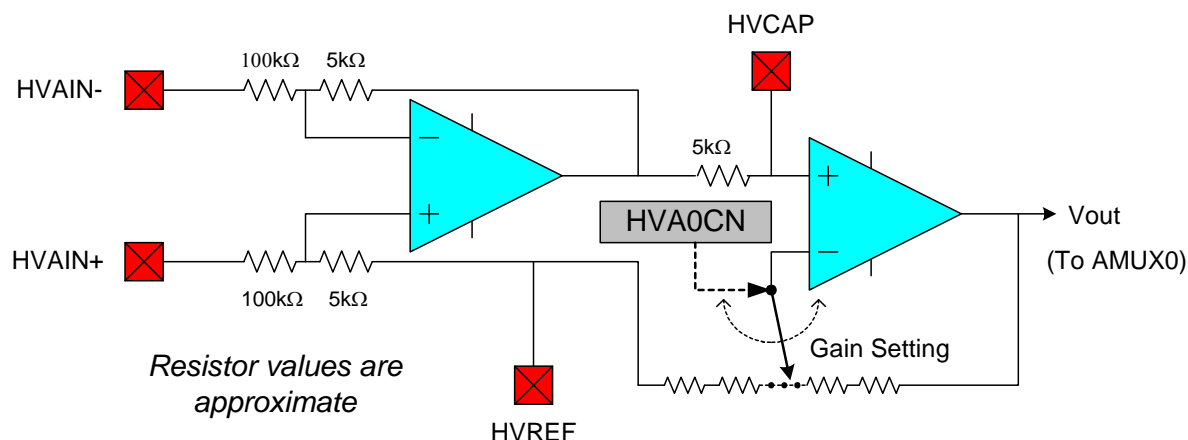 HVCAP
100kΩ
5kΩ
HVAIN-
5kΩ
HVA0CN
Vout
(To AMUX0)
HVAIN+
100kΩ
5kΩ
Gain Setting
Resistor values are
approximate
HVREF